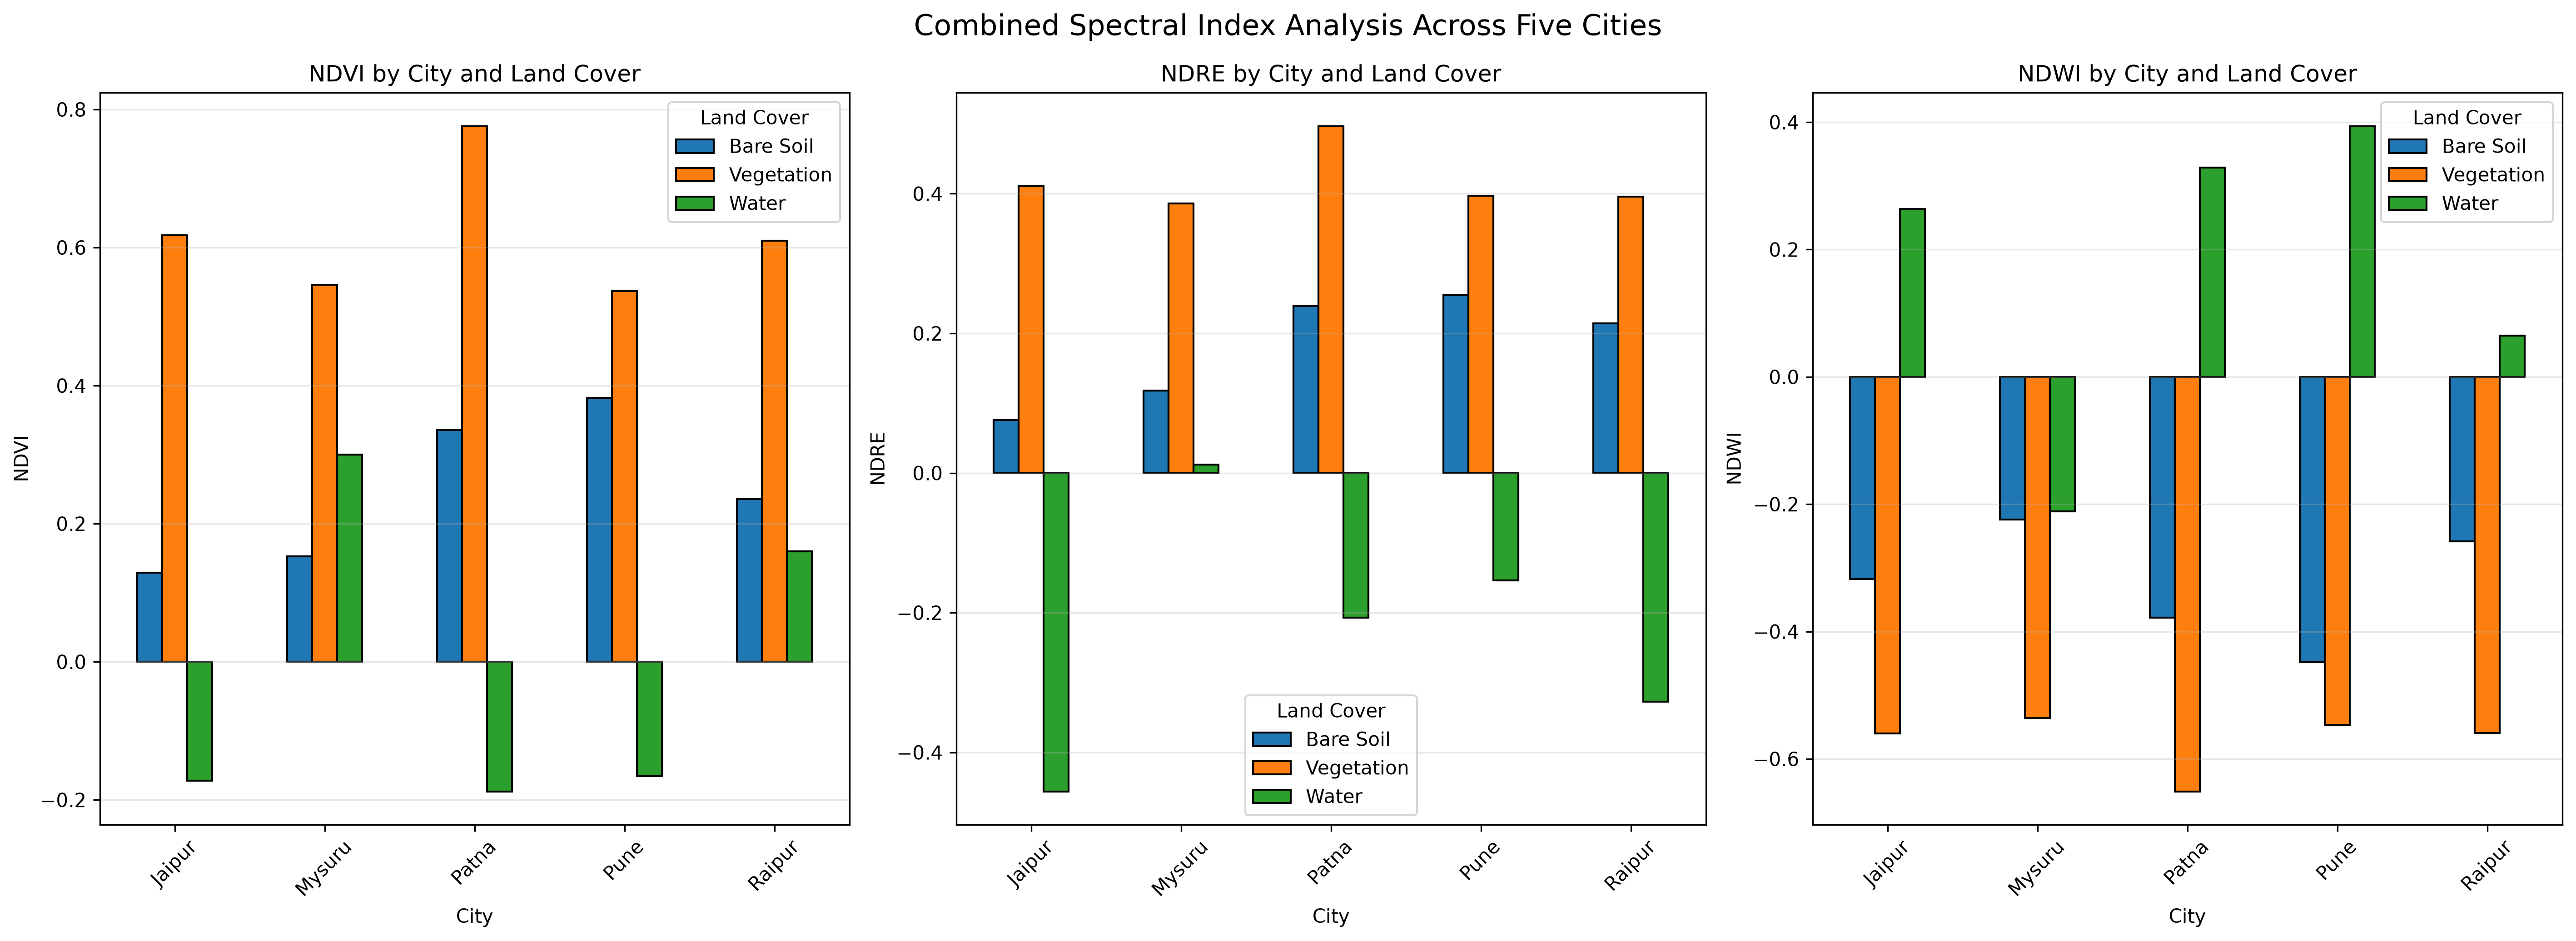 Combined Spectral Index Analysis Across Five Cities
NDVI by City and Land Cover
NDVI
0.8
0.6
0.4
0.2
0.0
−0.2
Land Cover
Bare Soil
Vegetation
Water
Jaipur
Mysuru
Patna
Pune
Raipur
City
NDRE by City and Land Cover
NDRE
0.4
0.2
0.0
−0.2
−0.4
Land Cover
Bare Soil
Vegetation
Water
Jaipur
Mysuru
Patna
Pune
Raipur
City
NDWI by City and Land Cover
NDWI
0.4
0.2
0.0
−0.2
−0.4
−0.6
Land Cover
Bare Soil
Vegetation
Water
Jaipur
Mysuru
Patna
Pune
Raipur
City